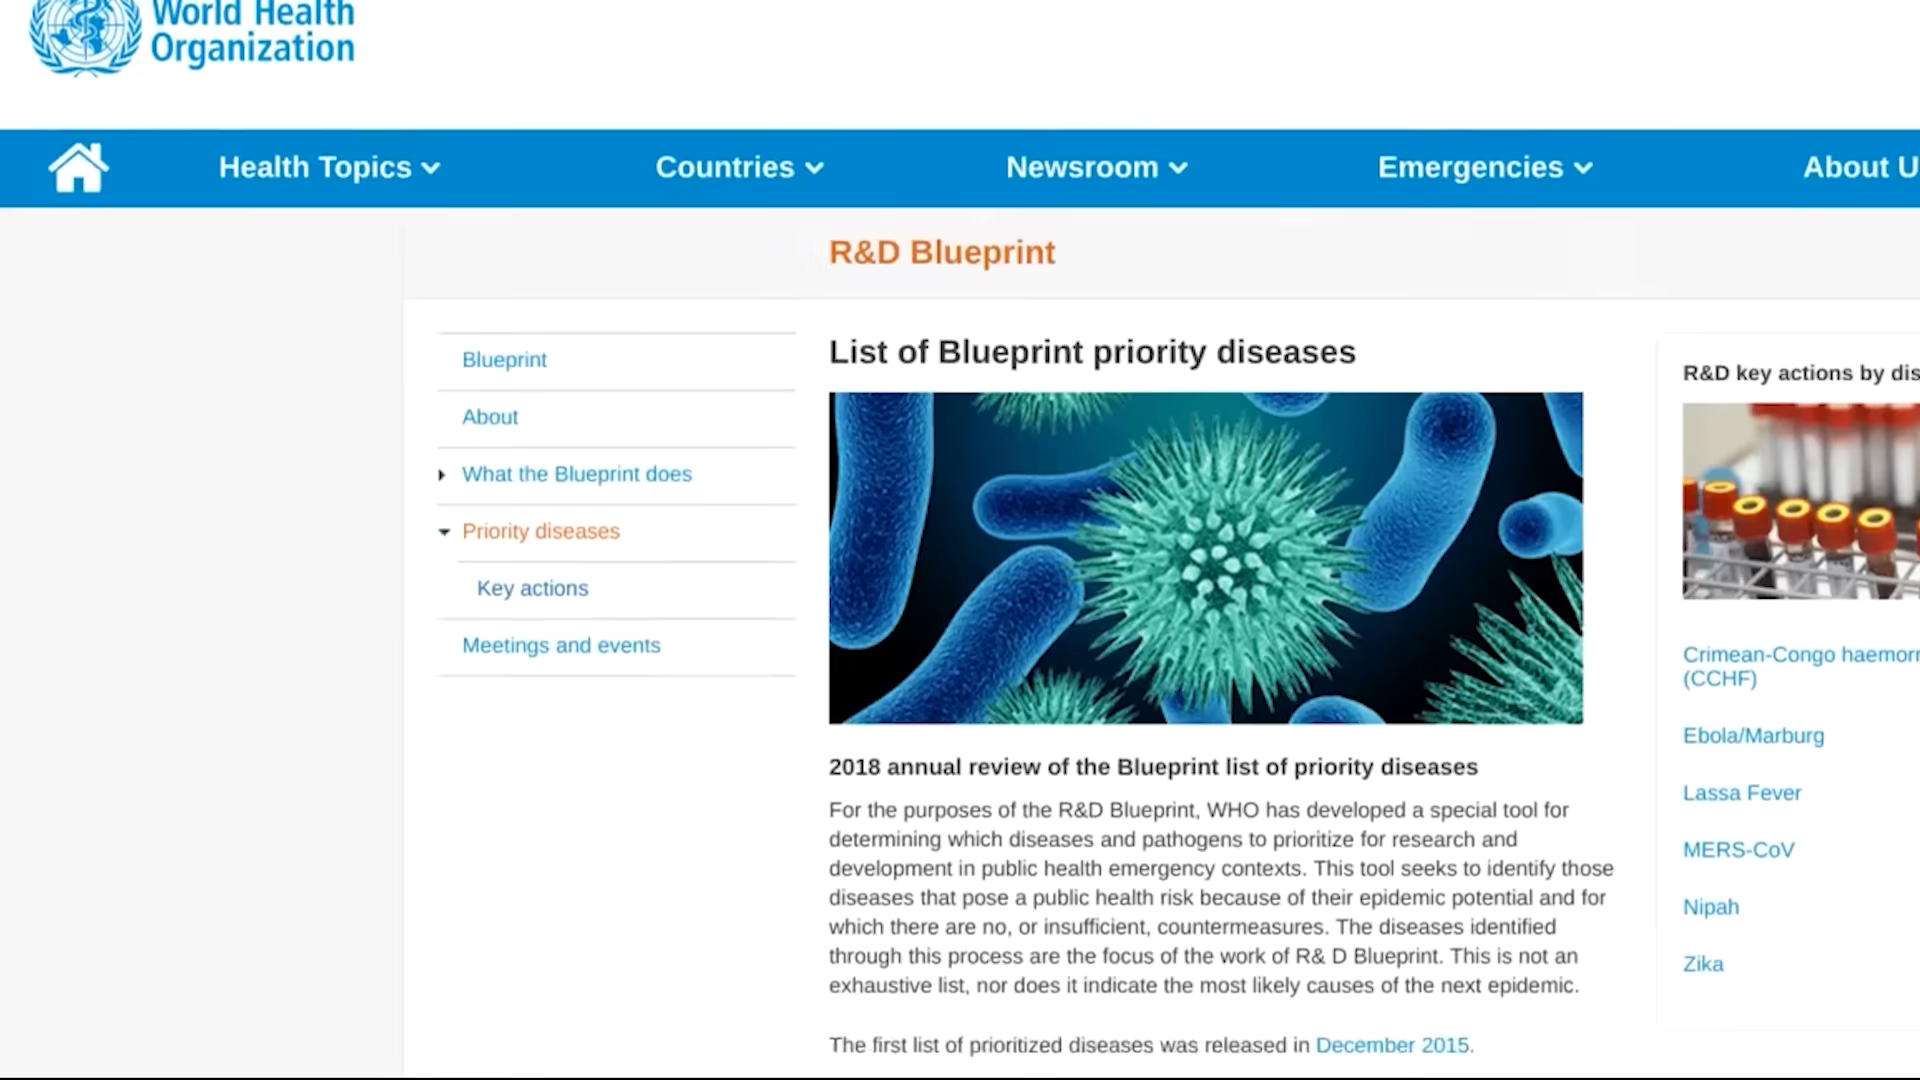 World Health
Organization
Health Topics
Countries
Newsroom
Emergencies
About U
R&D Blueprint
Blueprint
About
What the Blueprint does
Priority diseases
Key actions
Meetings and events
List of Blueprint priority diseases
2018 annual review of the Blueprint list of priority diseases
For the purposes of the R&D Blueprint, WHO has developed a special tool for
determining which diseases and pathogens to prioritize for research and
development in public health emergency contexts. This tool seeks to identify those
diseases that pose a public health risk because of their epidemic potential and for
which there are no, or insufficient, countermeasures. The diseases identified
through this process are the focus of the work of R& D Blueprint. This is not an
exhaustive list, nor does it indicate the most likely causes of the next epidemic.
The first list of prioritized diseases was released in December 2015.
R&D key actions by dis
Crimean-Congo haemorr
(CCHF)
Ebola/Marburg
Lassa Fever
MERS-CoV
Nipah
Zika